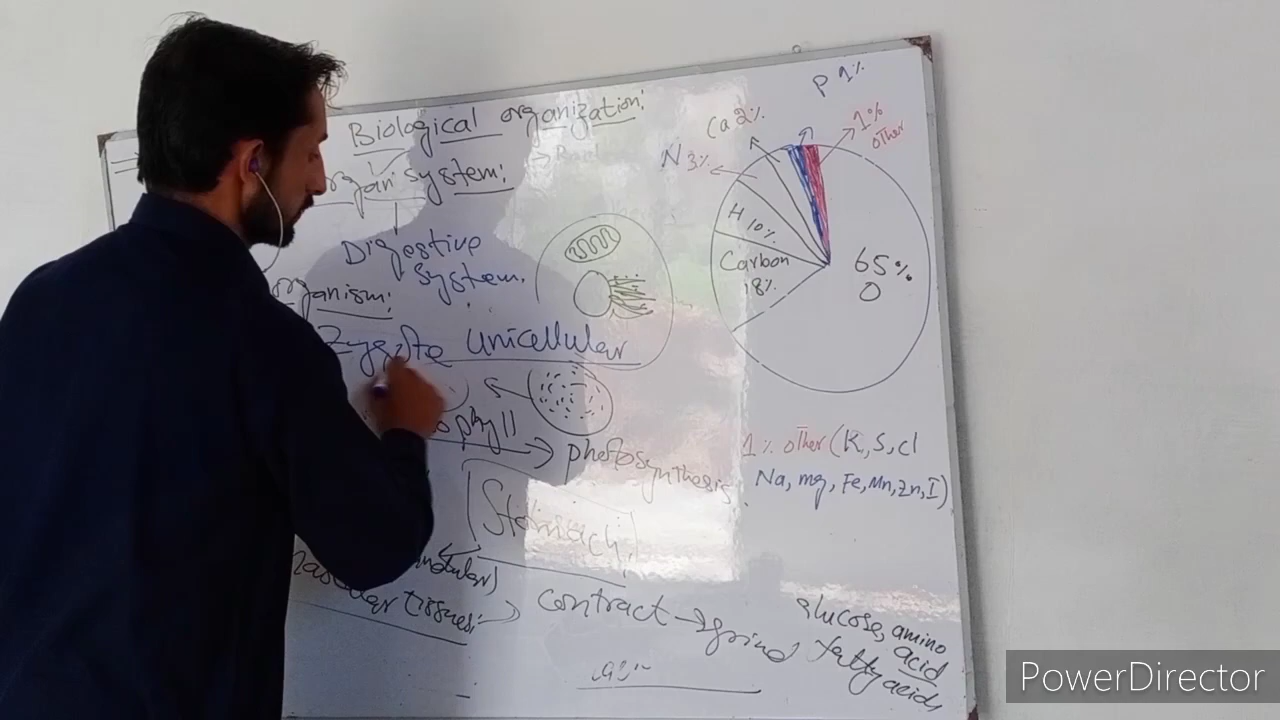 Biological organization:
organ system:
Digestive
system.
organism:
Zygote unicellular
photosynthesis
Stomach
tissues:
contract → grind
glucose, amino
acid
fatty acids
P 1%
Ca 2%
N 3%
1%
other
H 10%
Carbon
18%
65%
O
1% other (K, S, Cl
Na, mg, Fe, Mn, Zn, I)
PowerDirector